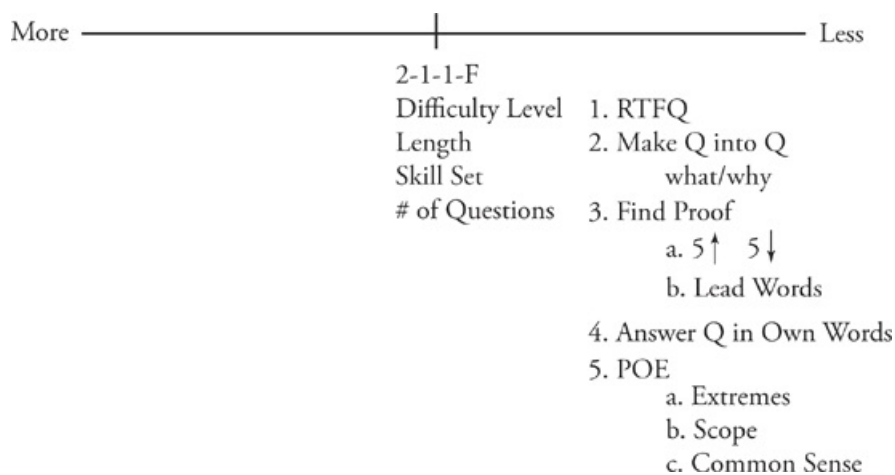 More Less
2-1-1-F
Difficulty Level
Length
Skill Set
# of Questions
1. RTFQ
2. Make Q into Q
what/why
3. Find Proof
a. 5↑ 5↓
b. Lead Words
4. Answer Q in Own Words
5. POE
a. Extremes
b. Scope
c. Common Sense